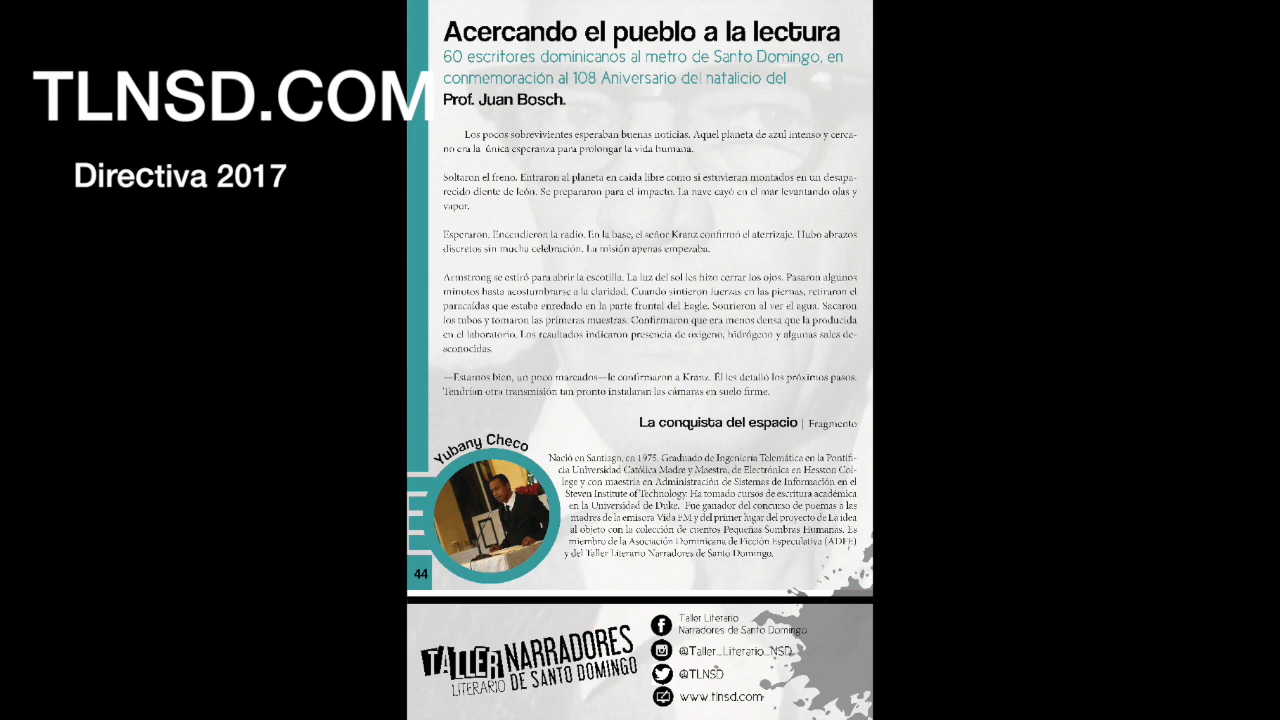 TLNSD.COM
Directiva 2017
Acercando el pueblo a la lectura
60 escritores dominicanos al metro de Santo Domingo, en
conmemoración al 108 Aniversario del natalicio del
Prof. Juan Bosch.
Los pocos sobrevivientes esperaban buenas noticias. Aquel planeta de azul intenso y cerca-
no era la única esperanza para prolongar la vida humana.
Soltaron el freno. Entraron al planeta en caída libre como si estuvieran montados en un desapa-
recido diente de león. Se prepararon para el impacto. La nave cayó en el mar levantando olas y
vapor.
Esperaron. Encendieron la radio. En la base, el señor Kranz confirmó el aterrizaje. Hubo abrazos
discretos sin mucha celebración. La misión apenas empezaba.
Armstrong se estiró para abrir la escotilla. La luz del sol les hizo cerrar los ojos. Pasaron algunos
minutos hasta acostumbrarse a la claridad. Cuando sintieron fuerzas en las piernas, retiraron el
paracaídas que estaba enredado en la parte frontal del Eagle. Sonrieron al ver el agua. Sacaron
los tubos y tomaron las primeras muestras. Confirmaron que era menos densa que la producida
en el laboratorio. Los resultados indicaron presencia de oxígeno, hidrógeno y algunas sales de-
sconocidas.
—Estamos bien, un poco mareados—le confirmaron a Kranz. Él les detalló los próximos pasos.
Tendrían otra transmisión tan pronto instalaran las cámaras en suelo firme.
La conquista del espacio | Fragmento
Yubany Checo
Nació en Santiago, en 1975. Graduado de Ingeniería Telemática en la Pontifi-
cia Universidad Católica Madre y Maestra, de Electrónica en Hesston Col-
lege y con maestría en Administración de Sistemas de Información en el
Steven Institute of Technology. Ha tomado cursos de escritura académica
en la Universidad de Duke. Fue ganador del concurso de poemas a las
madres de la emisora Vida FM y del primer lugar del proyecto de La idea
al objeto con la colección de cuentos Pequeñas Sombras Humanas. Es
miembro de la Asociación Dominicana de Ficción Especulativa (ADFE)
y del Taller Literario Narradores de Santo Domingo.
44
TALLER NARRADORES
LITERARIO DE SANTO DOMINGO
Taller Literario
Narradores de Santo Domingo
@Taller_Literario_NSD
@TLNSD
www.tlnsd.com